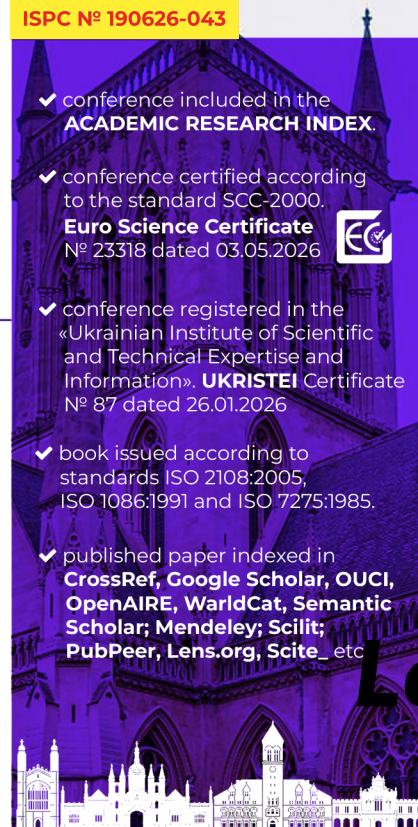 ISPC № 190626-043
✔ conference included in the
ACADEMIC RESEARCH INDEX.
✔ conference certified according
to the standard SCC-2000.
Euro Science Certificate
№ 23318 dated 03.05.2026
✔ conference registered in the
«Ukrainian Institute of Scientific
and Technical Expertise and
Information». UKRISTEI Certificate
№ 87 dated 26.01.2026
✔ book issued according to
standards ISO 2108:2005,
ISO 1086:1991 and ISO 7275:1985.
✔ published paper indexed in
CrossRef, Google Scholar, OUCI,
OpenAIRE, WarldCat, Semantic
Scholar; Mendeley; Scilit;
PubPeer, Lens.org, Scite_ etc